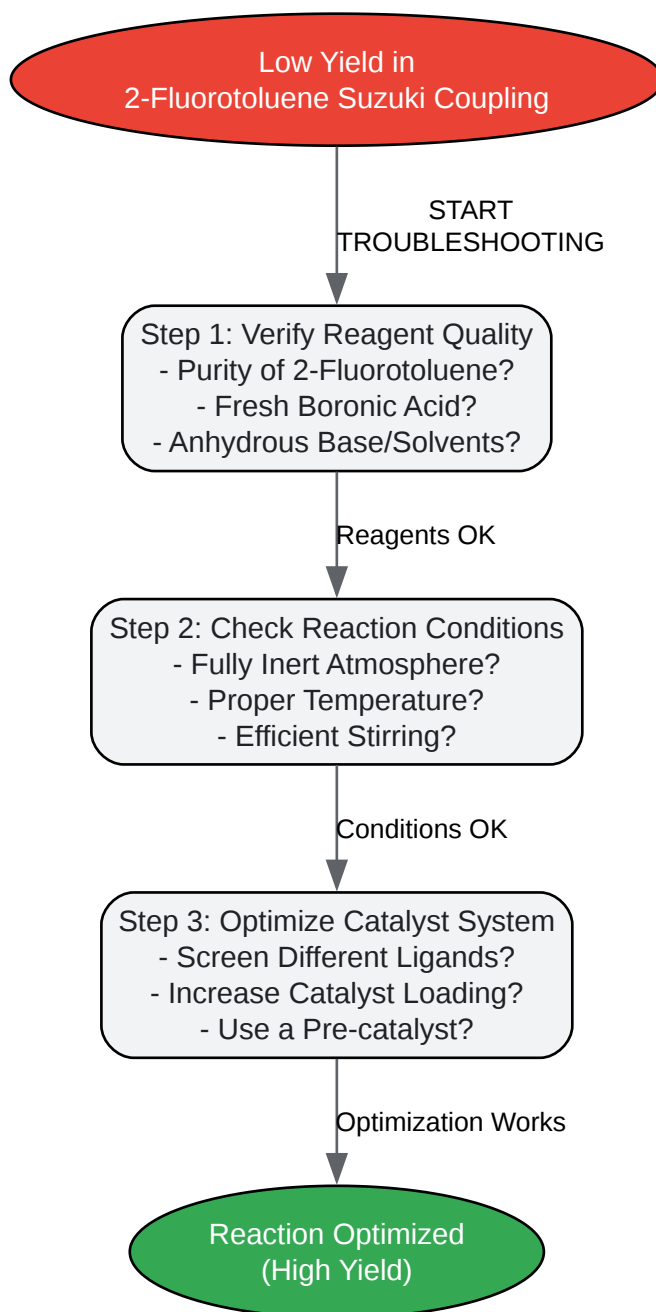 Low Yield in
2-Fluorotoluene Suzuki Coupling
START
TROUBLESHOOTING
Step 1: Verify Reagent Quality
- Purity of 2-Fluorotoluene?
- Fresh Boronic Acid?
- Anhydrous Base/Solvents?
Reagents OK
Step 2: Check Reaction Conditions
- Fully Inert Atmosphere?
- Proper Temperature?
- Efficient Stirring?
Conditions OK
Step 3: Optimize Catalyst System
- Screen Different Ligands?
- Increase Catalyst Loading?
- Use a Pre-catalyst?
Optimization Works
Reaction Optimized
(High Yield)